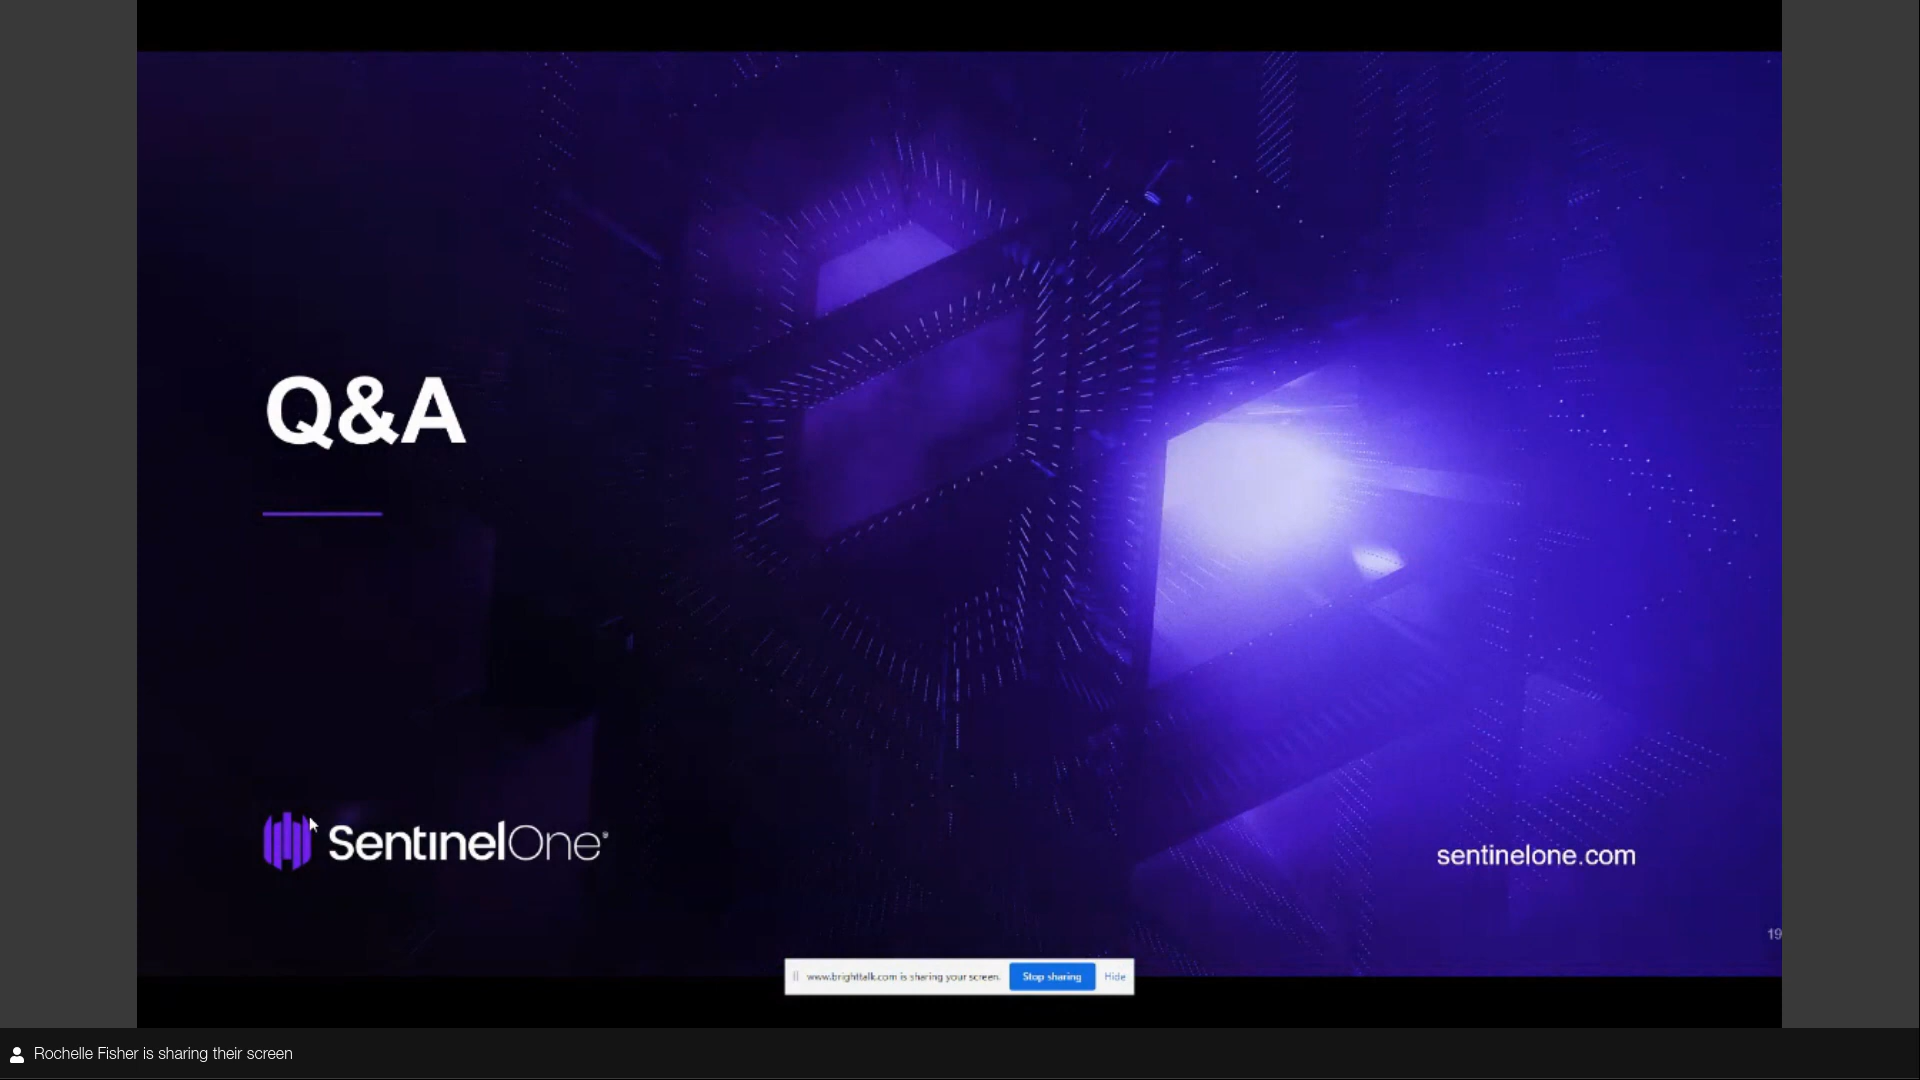 Q&A
SentinelOne®
sentinelone.com
19
www.brighttalk.com is sharing your screen.
Stop sharing
Hide
Rochelle Fisher is sharing their screen